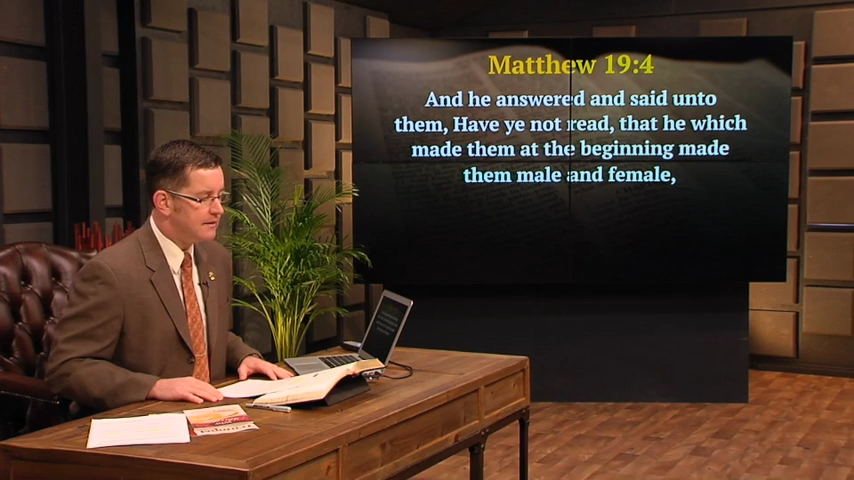 Matthew 19:4
And he answered and said unto
them, Have ye not read, that he which
made them at the beginning made
them male and female,